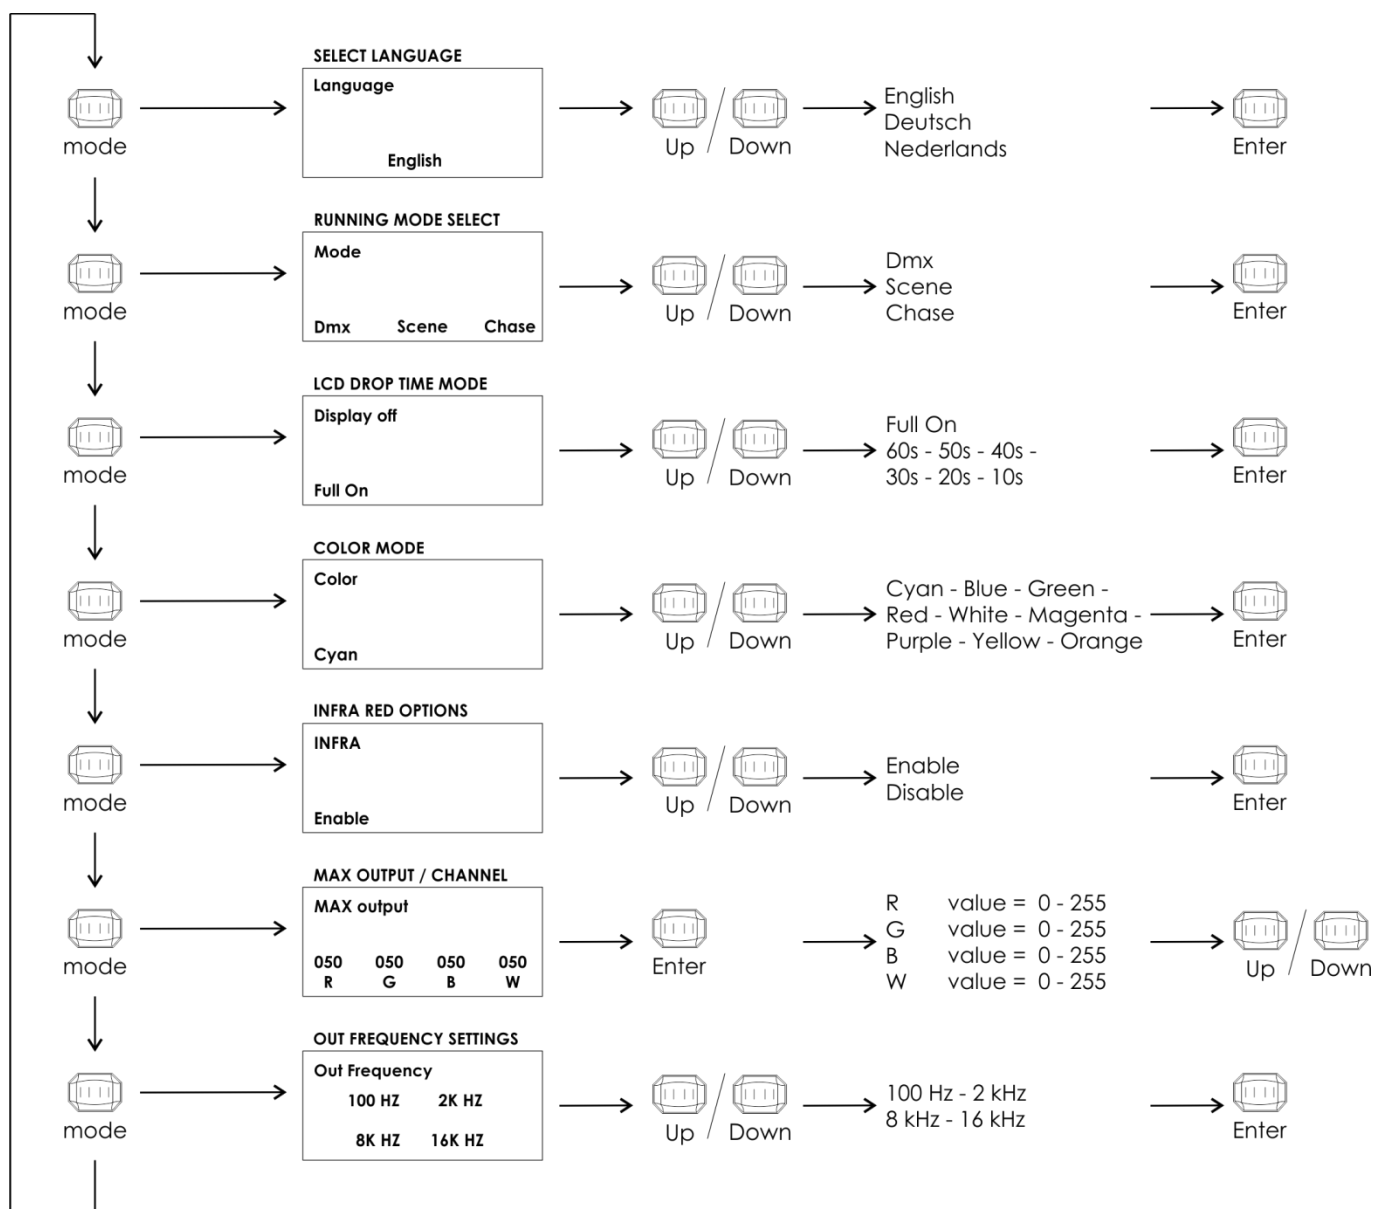 SELECT LANGUAGE
Language
English
mode
Up / Down
English
Deutsch
Nederlands
Enter
RUNNING MODE SELECT
Mode
Dmx Scene Chase
mode
Up / Down
Dmx
Scene
Chase
Enter
LCD DROP TIME MODE
Display off
Full On
mode
Up / Down
Full On
60s - 50s - 40s -
30s - 20s - 10s
Enter
COLOR MODE
Color
Cyan
mode
Up / Down
Cyan - Blue - Green -
Red - White - Magenta -
Purple - Yellow - Orange
Enter
INFRA RED OPTIONS
INFRA
Enable
mode
Up / Down
Enable
Disable
Enter
MAX OUTPUT / CHANNEL
MAX output
050 050 050 050
R G B W
mode
Enter
R value = 0 - 255
G value = 0 - 255
B value = 0 - 255
W value = 0 - 255
Up / Down
OUT FREQUENCY SETTINGS
Out Frequency
100 HZ 2K HZ
8K HZ 16K HZ
mode
Up / Down
100 Hz - 2 kHz
8 kHz - 16 kHz
Enter